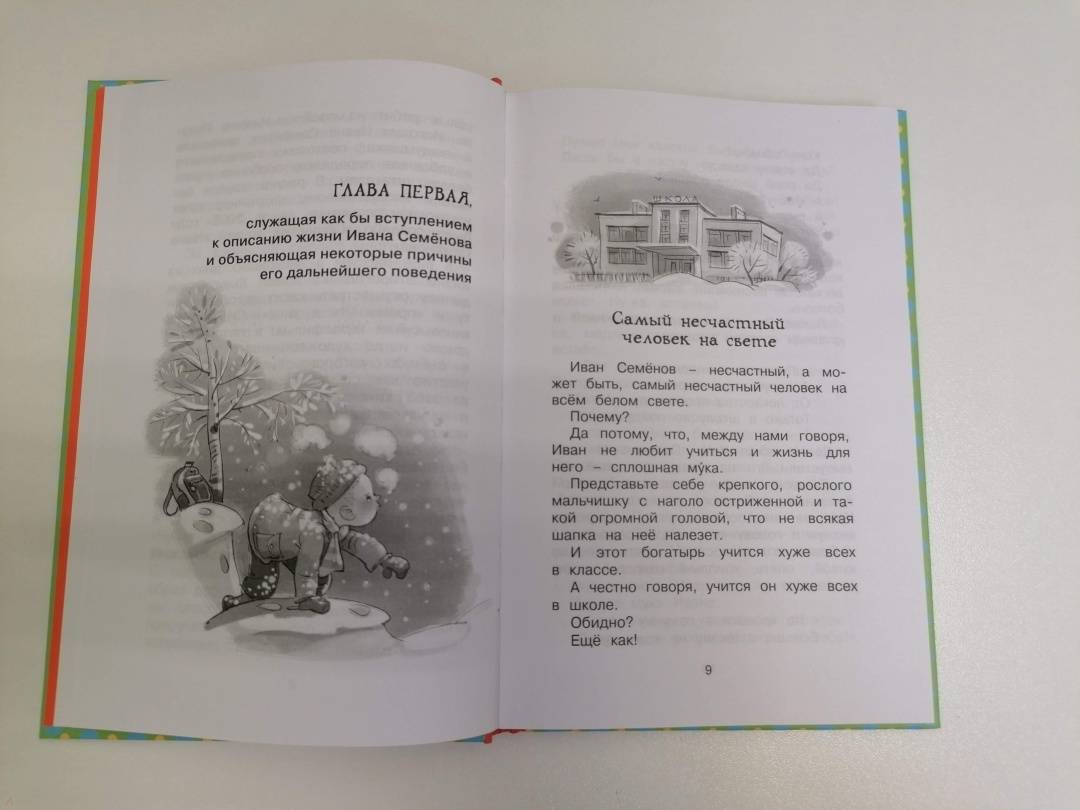 ГЛАВА ПЕРВАЯ,
служащая как бы вступлением
к описанию жизни Ивана Семёнова
и объясняющая некоторые причины
его дальнейшего поведения
ШКОЛА
Самый несчастный
человек на свете
Иван Семёнов – несчастный, а мо-
жет быть, самый несчастный человек на
всём белом свете.
Почему?
Да потому, что, между нами говоря,
Иван не любит учиться и жизнь для
него – сплошная му́ка.
Представьте себе крепкого, рослого
мальчишку с наголо остриженной и та-
кой огромной головой, что не всякая
шапка на неё налезет.
И этот богатырь учится хуже всех
в классе.
А честно говоря, учится он хуже всех
в школе.
Обидно?
Ещё как!
9